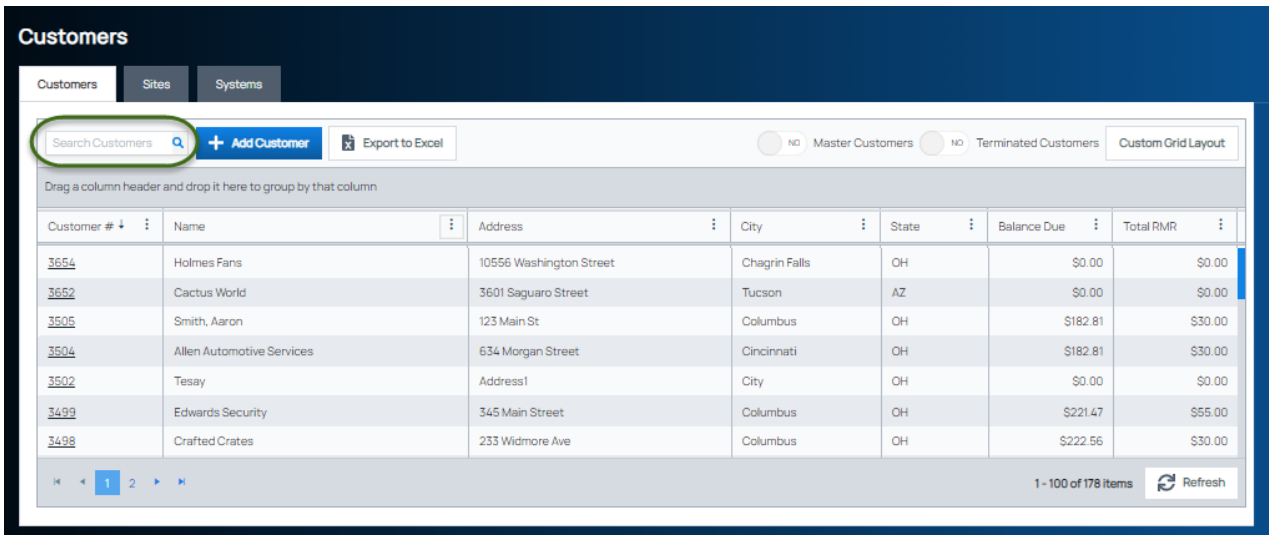 Customers
Customers Sites Systems
Search Customers + Add Customer Export to Excel NO Master Customers NO Terminated Customers Custom Grid Layout
Drag a column header and drop it here to group by that column
Customer # ↓ Name Address City State Balance Due Total RMR
3654 Holmes Fans 10556 Washington Street Chagrin Falls OH $0.00 $0.00
3652 Cactus World 3601 Saguaro Street Tucson AZ $0.00 $0.00
3505 Smith, Aaron 123 Main St Columbus OH $182.81 $30.00
3504 Allen Automotive Services 634 Morgan Street Cincinnati OH $182.81 $30.00
3502 Tesay Address1 City OH $0.00 $0.00
3499 Edwards Security 345 Main Street Columbus OH $221.47 $55.00
3498 Crafted Crates 233 Widmore Ave Columbus OH $222.56 $30.00
1 2 1 - 100 of 178 items Refresh